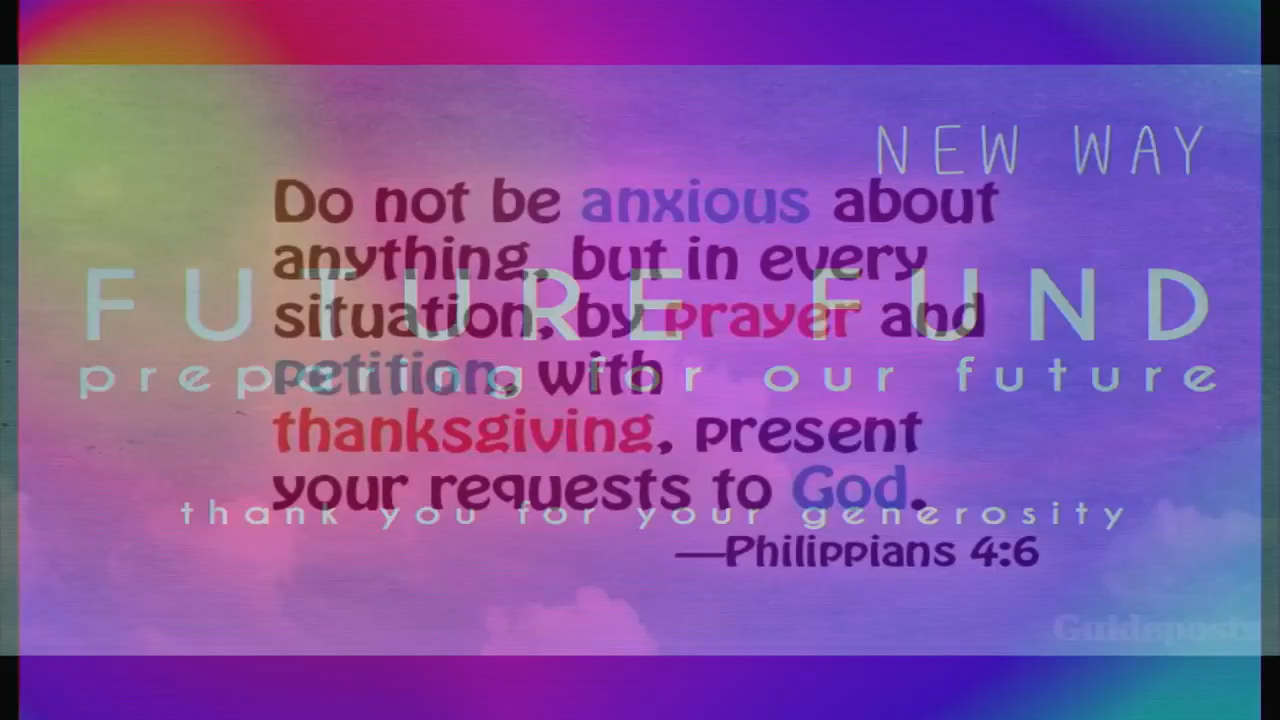 NEW WAY
Do not be anxious about
anything, but in every
FUTURE FUND
situation, by prayer and
preparing for our future
petition, with
thanksgiving, present
your requests to God.
thank you for your generosity
—Philippians 4:6
Guideposts